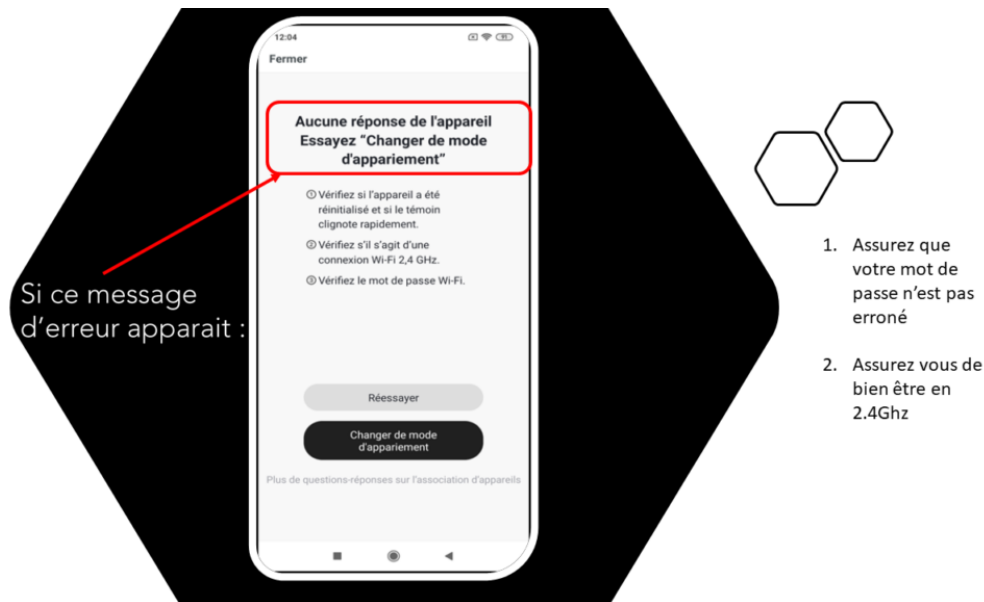 12:04
91
Fermer
Aucune réponse de l'appareil
Essayez “Changer de mode
d'appariement”
① Vérifiez si l'appareil a été
réinitialisé et si le témoin
clignote rapidement.
② Vérifiez s'il s'agit d'une
connexion Wi-Fi 2,4 GHz.
③ Vérifiez le mot de passe Wi-Fi.
Réessayer
Changer de mode
d'appariement
Plus de questions-réponses sur l'association d'appareils
Si ce message
d'erreur apparait :
1. Assurez que
votre mot de
passe n'est pas
erroné
2. Assurez vous de
bien être en
2.4Ghz